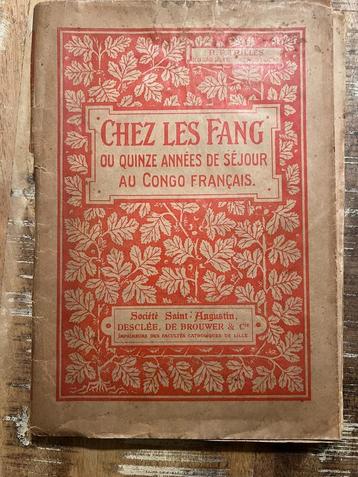 R. P. TRILLES
CHEZ LES FANG
OU QUINZE ANNÉES DE SÉJOUR
AU CONGO FRANÇAIS.
Société Saint-Augustin,
DESCLÉE, DE BROUWER & Cie
IMPRIMEURS DES FACULTÉS CATHOLIQUES DE LILLE